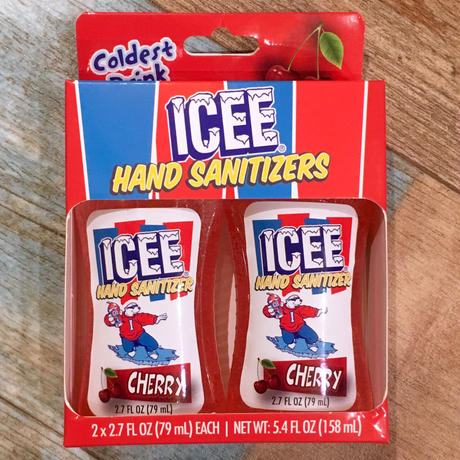 Coldest
Drink
ICEE®
HAND SANITIZERS
ICEE®
HAND SANITIZER
CHERRY
2.7 FL OZ (79 mL)
ICEE®
HAND SANITIZER
CHERRY
2.7 FL OZ (79 mL)
2 x 2.7 FL OZ (79 mL) EACH | NET WT: 5.4 FL OZ (158 mL)